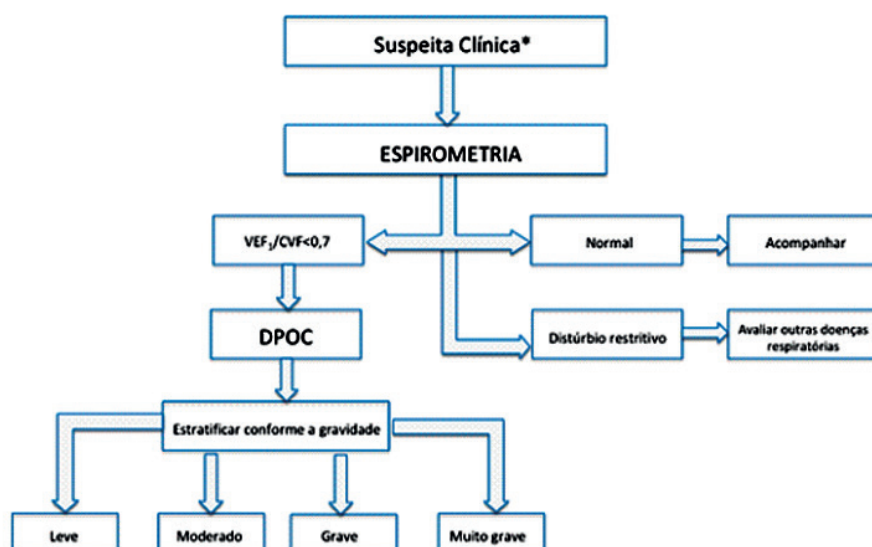 Suspeita Clínica*
ESPIROMETRIA
VEF₁/CVF<0,7
Normal
Acompanhar
DPOC
Distúrbio restritivo
Avaliar outras doenças
respiratórias
Estratificar conforme a gravidade
Leve
Moderado
Grave
Muito grave